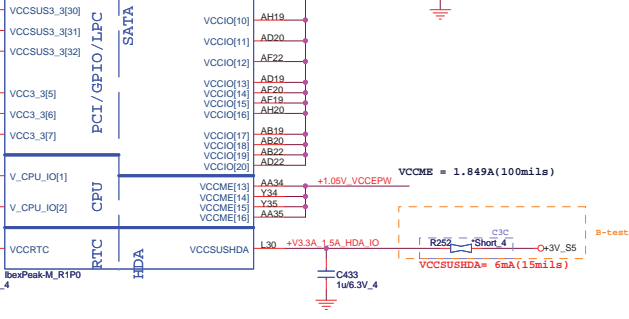 VCCSUS3_3[30]
VCCSUS3_3[31]
VCCSUS3_3[32]
VCC3_3[5]
VCC3_3[6]
VCC3_3[7]
V_CPU_IO[1]
V_CPU_IO[2]
VCCRTC
PCI/GPIO/LPC
SATA
CPU
RTC
HDA
VCCIO[10] AH19
VCCIO[11] AD20
VCCIO[12] AF22
VCCIO[13] AD19
VCCIO[14] AF20
VCCIO[15] AF19
VCCIO[16] AH20
VCCIO[17] AB19
VCCIO[18] AB20
VCCIO[19] AB22
VCCIO[20] AD22
VCCME[13] AA34
VCCME[14] Y34
VCCME[15] Y35
VCCME[16] AA35
VCCSUSHDA L30
+1.05V_VCCEPW
VCCME = 1.849A(100mils)
+V3.3A_1.5A_HDA_IO
C3C
R252 *Short_4
+3V_S5
B-test
VCCSUSHDA= 6mA(15mils)
C433
1u/6.3V_4
IbexPeak-M_R1P0
_4